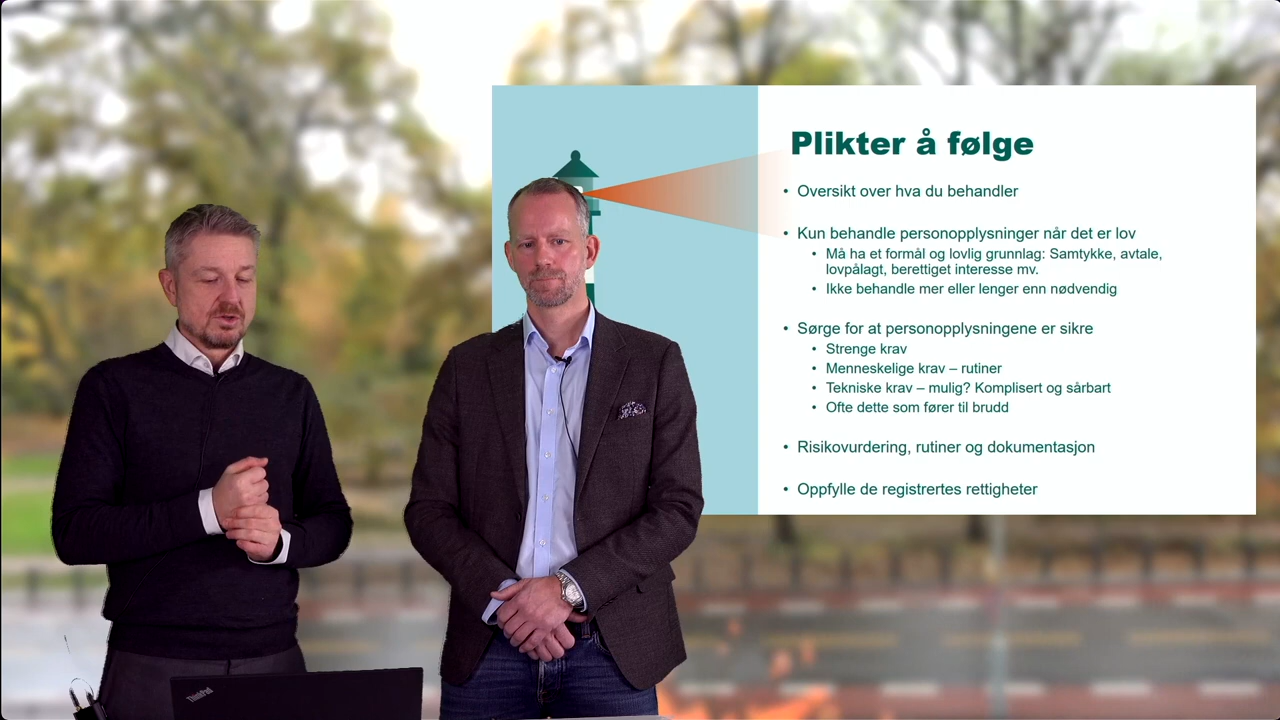 Plikter å følge
• Oversikt over hva du behandler
• Kun behandle personopplysninger når det er lov
• Må ha et formål og lovlig grunnlag: Samtykke, avtale,
lovpålagt, berettiget interesse mv.
• Ikke behandle mer eller lenger enn nødvendig
• Sørge for at personopplysningene er sikre
• Strenge krav
• Menneskelige krav – rutiner
• Tekniske krav – mulig? Komplisert og sårbart
• Ofte dette som fører til brudd
• Risikovurdering, rutiner og dokumentasjon
• Oppfylle de registrertes rettigheter
ThinkPad